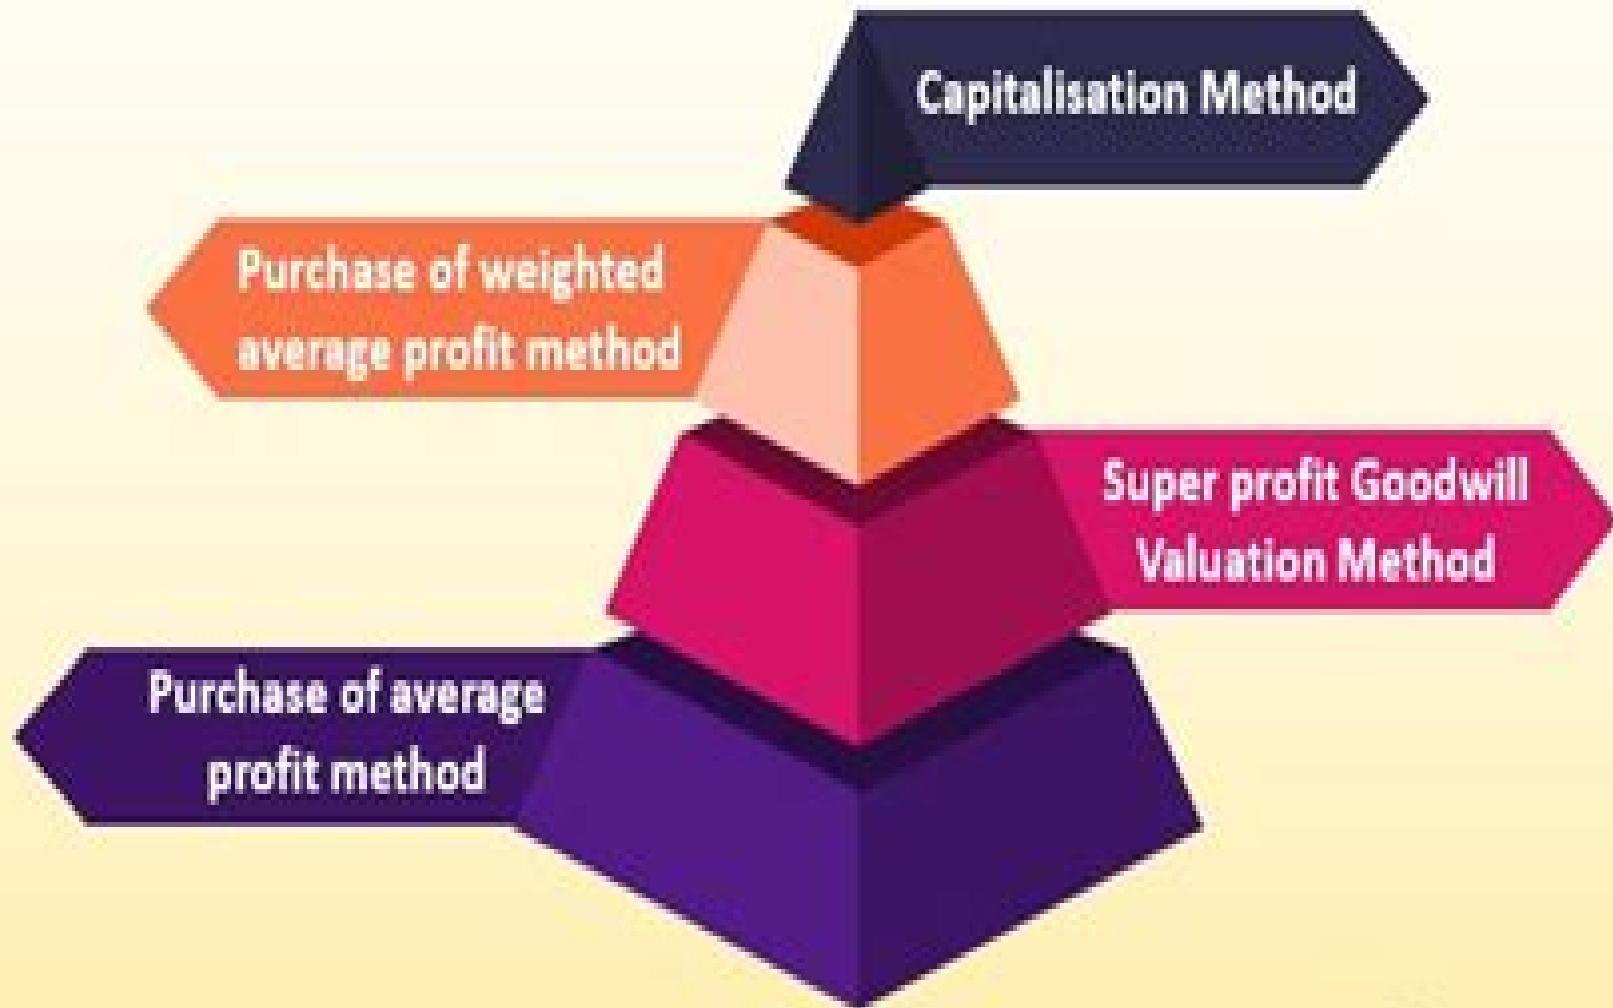 Capitalisation Method
Purchase of weighted
average profit method
Super profit Goodwill
Valuation Method
Purchase of average
profit method